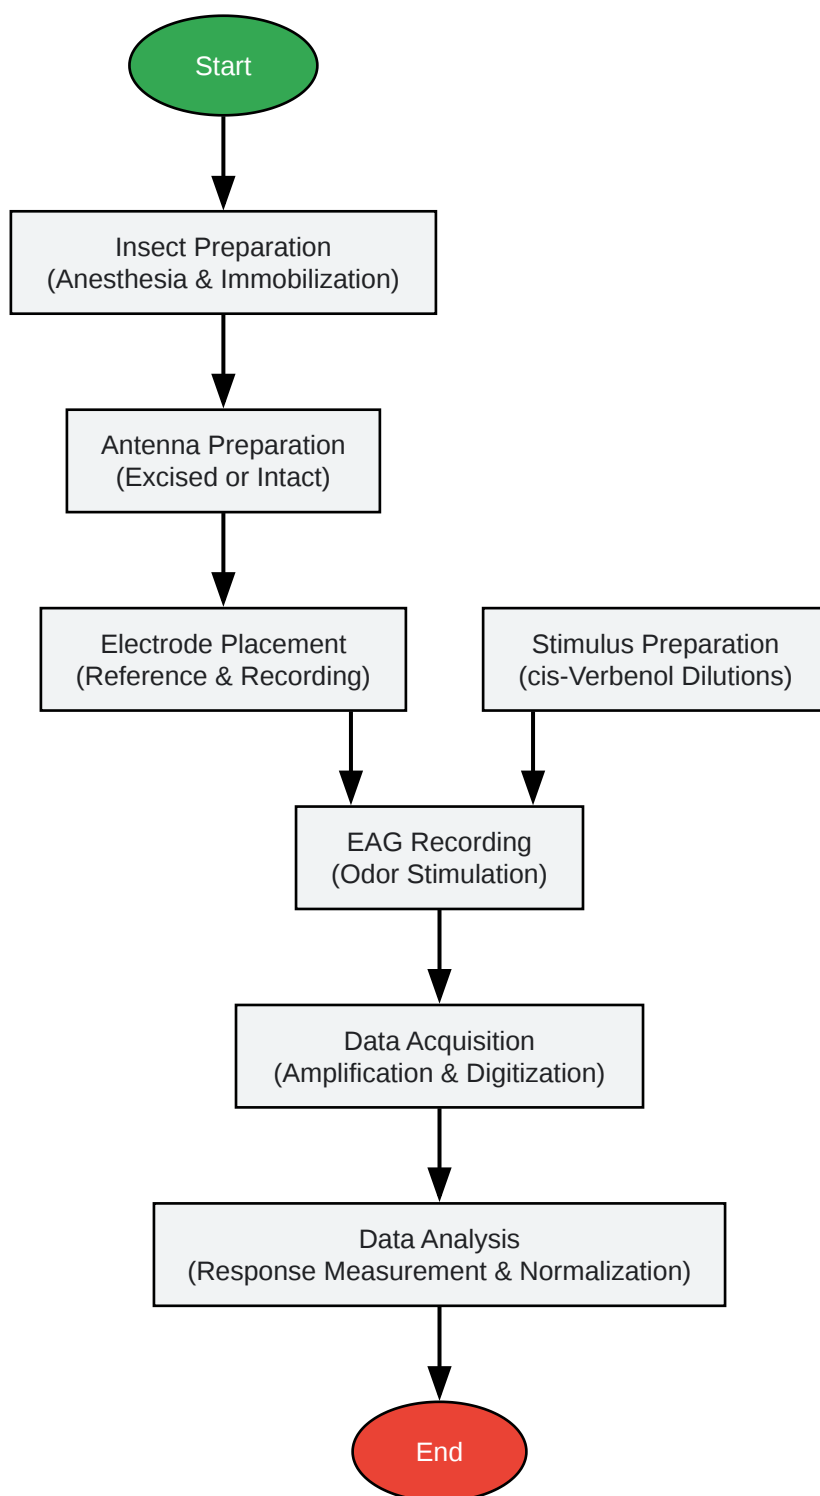 Start
Insect Preparation
(Anesthesia & Immobilization)
Antenna Preparation
(Excised or Intact)
Electrode Placement
(Reference & Recording)
Stimulus Preparation
(cis-Verbenol Dilutions)
EAG Recording
(Odor Stimulation)
Data Acquisition
(Amplification & Digitization)
Data Analysis
(Response Measurement & Normalization)
End